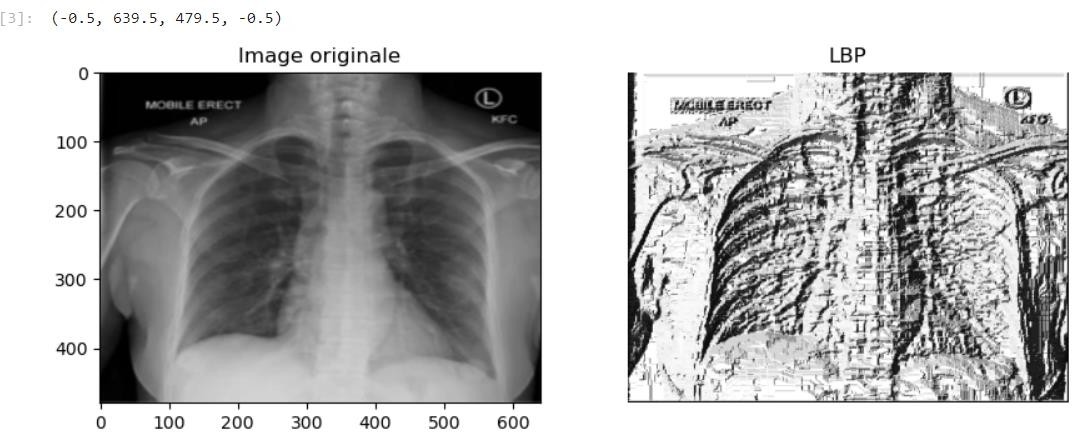 [3]: (-0.5, 639.5, 479.5, -0.5)
Image originale
LBP
0
100
200
300
400
0 100 200 300 400 500 600
MOBILE ERECT
AP
L
KFC
MOBILE ERECT
AP
L